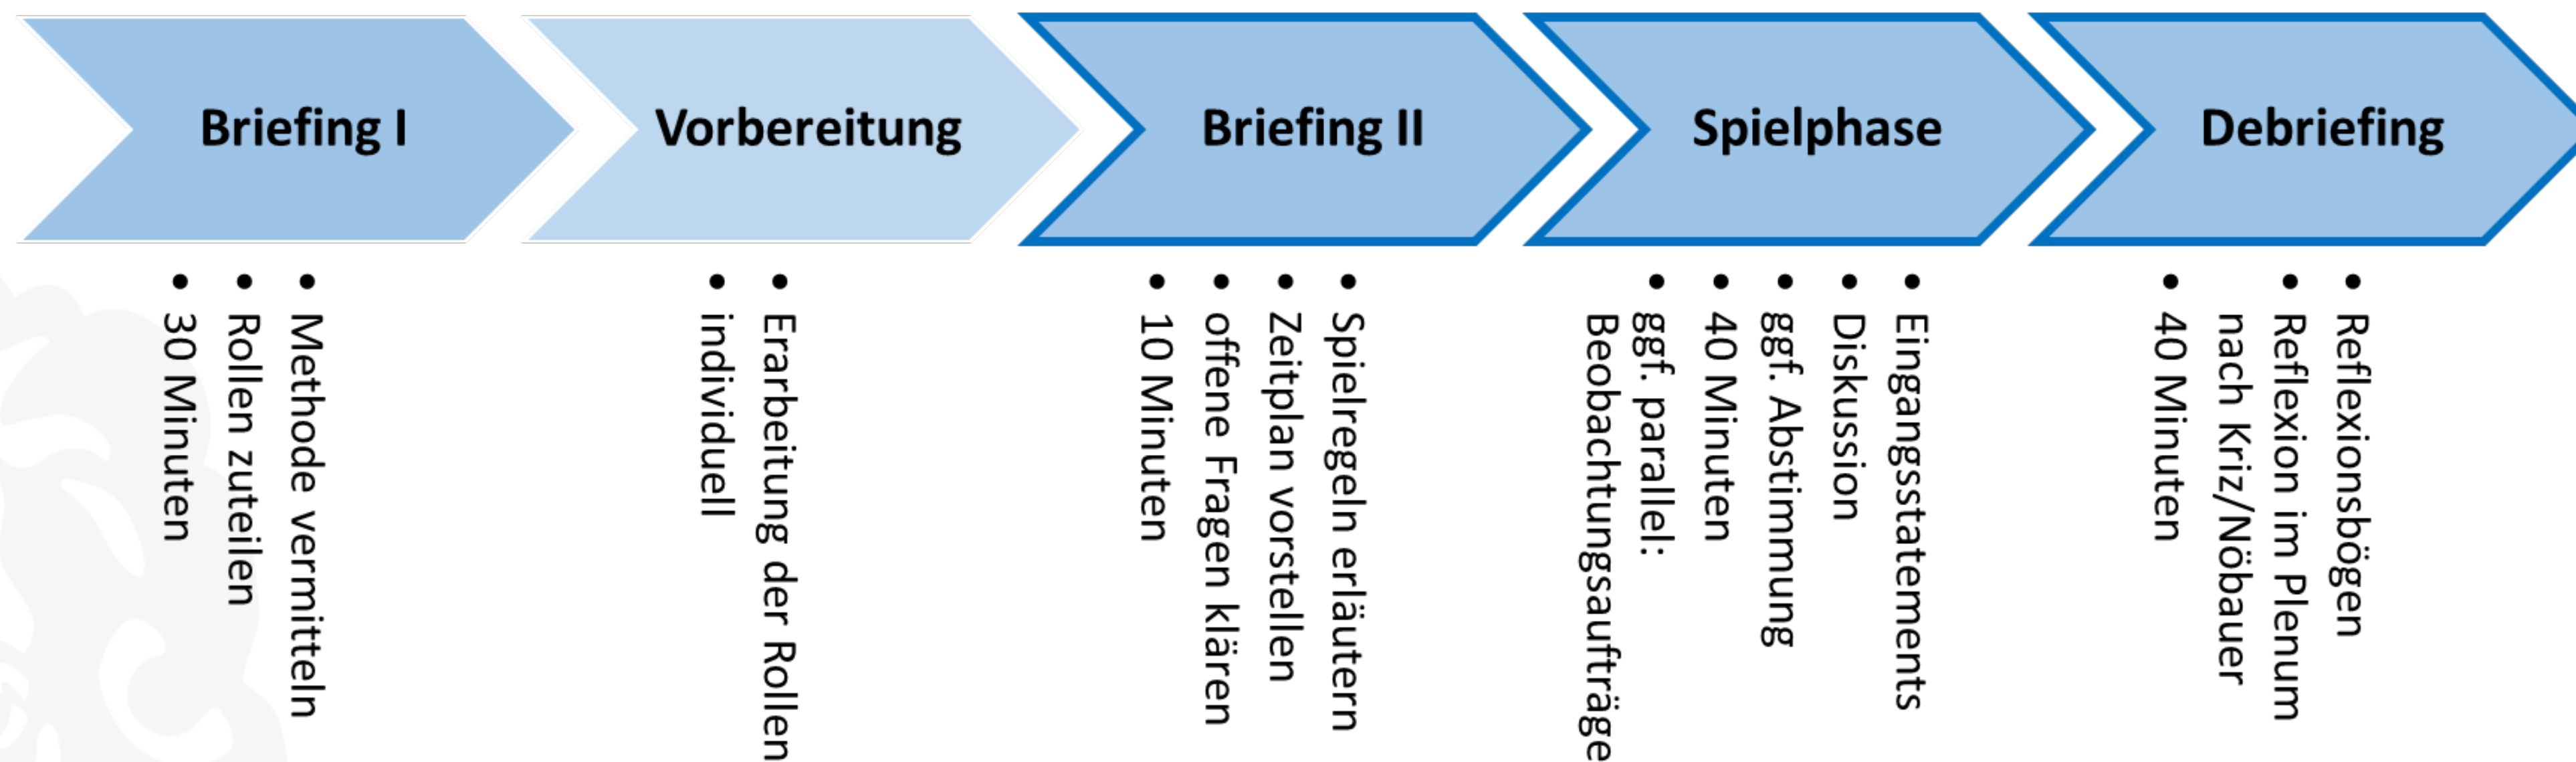 Briefing I
• Methode vermitteln
• Rollen zuteilen
• 30 Minuten
Vorbereitung
• Erarbeitung der Rollen
• individuell
Briefing II
• Spielregeln erläutern
• Zeitplan vorstellen
• offene Fragen klären
• 10 Minuten
Spielphase
• Eingangsstatements
• Diskussion
• ggf. Abstimmung
• 40 Minuten
• ggf. parallel:
Beobachtungsaufträge
Debriefing
• Reflexionsbögen
• Reflexion im Plenum
nach Kriz/Nöbauer
• 40 Minuten